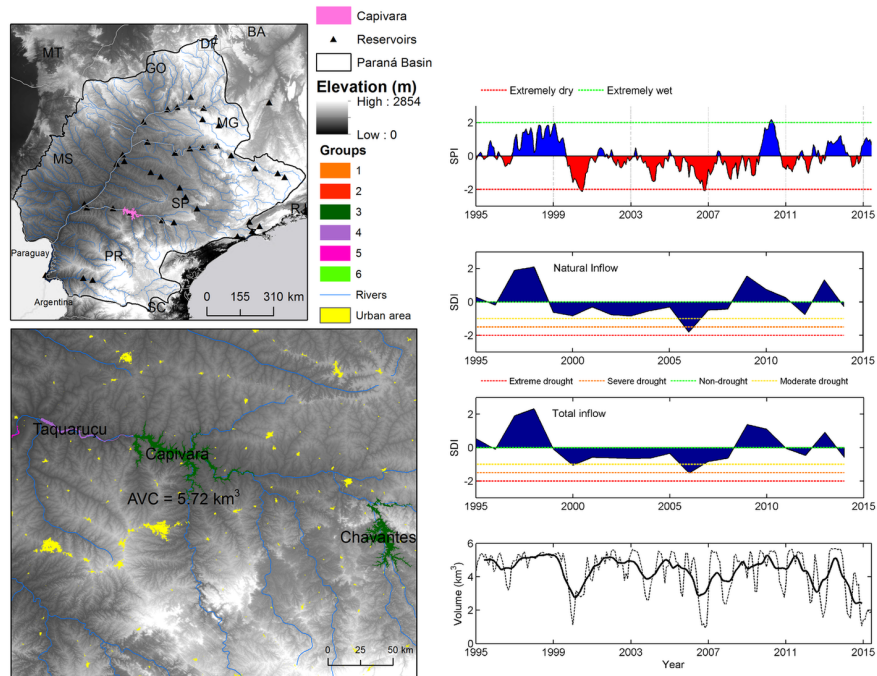 Capivara
Reservoirs
Paraná Basin
Elevation (m)
High : 2854
Low : 0
Groups
1
2
3
4
5
6
Rivers
Urban area
BA
DF
MT
GO
MG
MS
SP
RJ
PR
SC
Paraguay
Argentina
0 155 310 km
Taquaruçu
Capivara
AVC = 5.72 km³
Chavantes
0 25 50 km
Extremely dry Extremely wet
SPI
2
0
-2
1995 1999 2003 2007 2011 2015
Natural Inflow
SDI
2
0
-2
1995 2000 2005 2010 2015
Extreme drought Severe drought Non-drought Moderate drought
Total inflow
SDI
2
0
-2
1995 2000 2005 2010 2015
Volume (km³)
6
4
2
0
1995 1999 2003 2007 2011 2015
Year